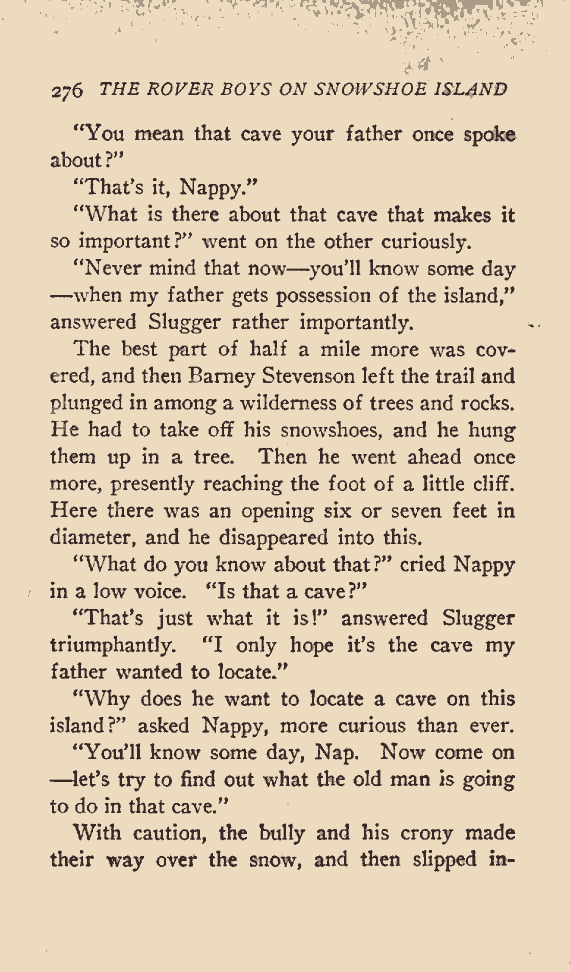 276 THE ROVER BOYS ON SNOWSHOE ISLAND
"You mean that cave your father once spoke
about?"
"That's it, Nappy."
"What is there about that cave that makes it
so important?" went on the other curiously.
"Never mind that now—you'll know some day
—when my father gets possession of the island,"
answered Slugger rather importantly.
The best part of half a mile more was cov-
ered, and then Barney Stevenson left the trail and
plunged in among a wilderness of trees and rocks.
He had to take off his snowshoes, and he hung
them up in a tree. Then he went ahead once
more, presently reaching the foot of a little cliff.
Here there was an opening six or seven feet in
diameter, and he disappeared into this.
"What do you know about that?" cried Nappy
in a low voice. "Is that a cave?"
"That's just what it is!" answered Slugger
triumphantly. "I only hope it's the cave my
father wanted to locate."
"Why does he want to locate a cave on this
island?" asked Nappy, more curious than ever.
"You'll know some day, Nap. Now come on
—let's try to find out what the old man is going
to do in that cave."
With caution, the bully and his crony made
their way over the snow, and then slipped in-